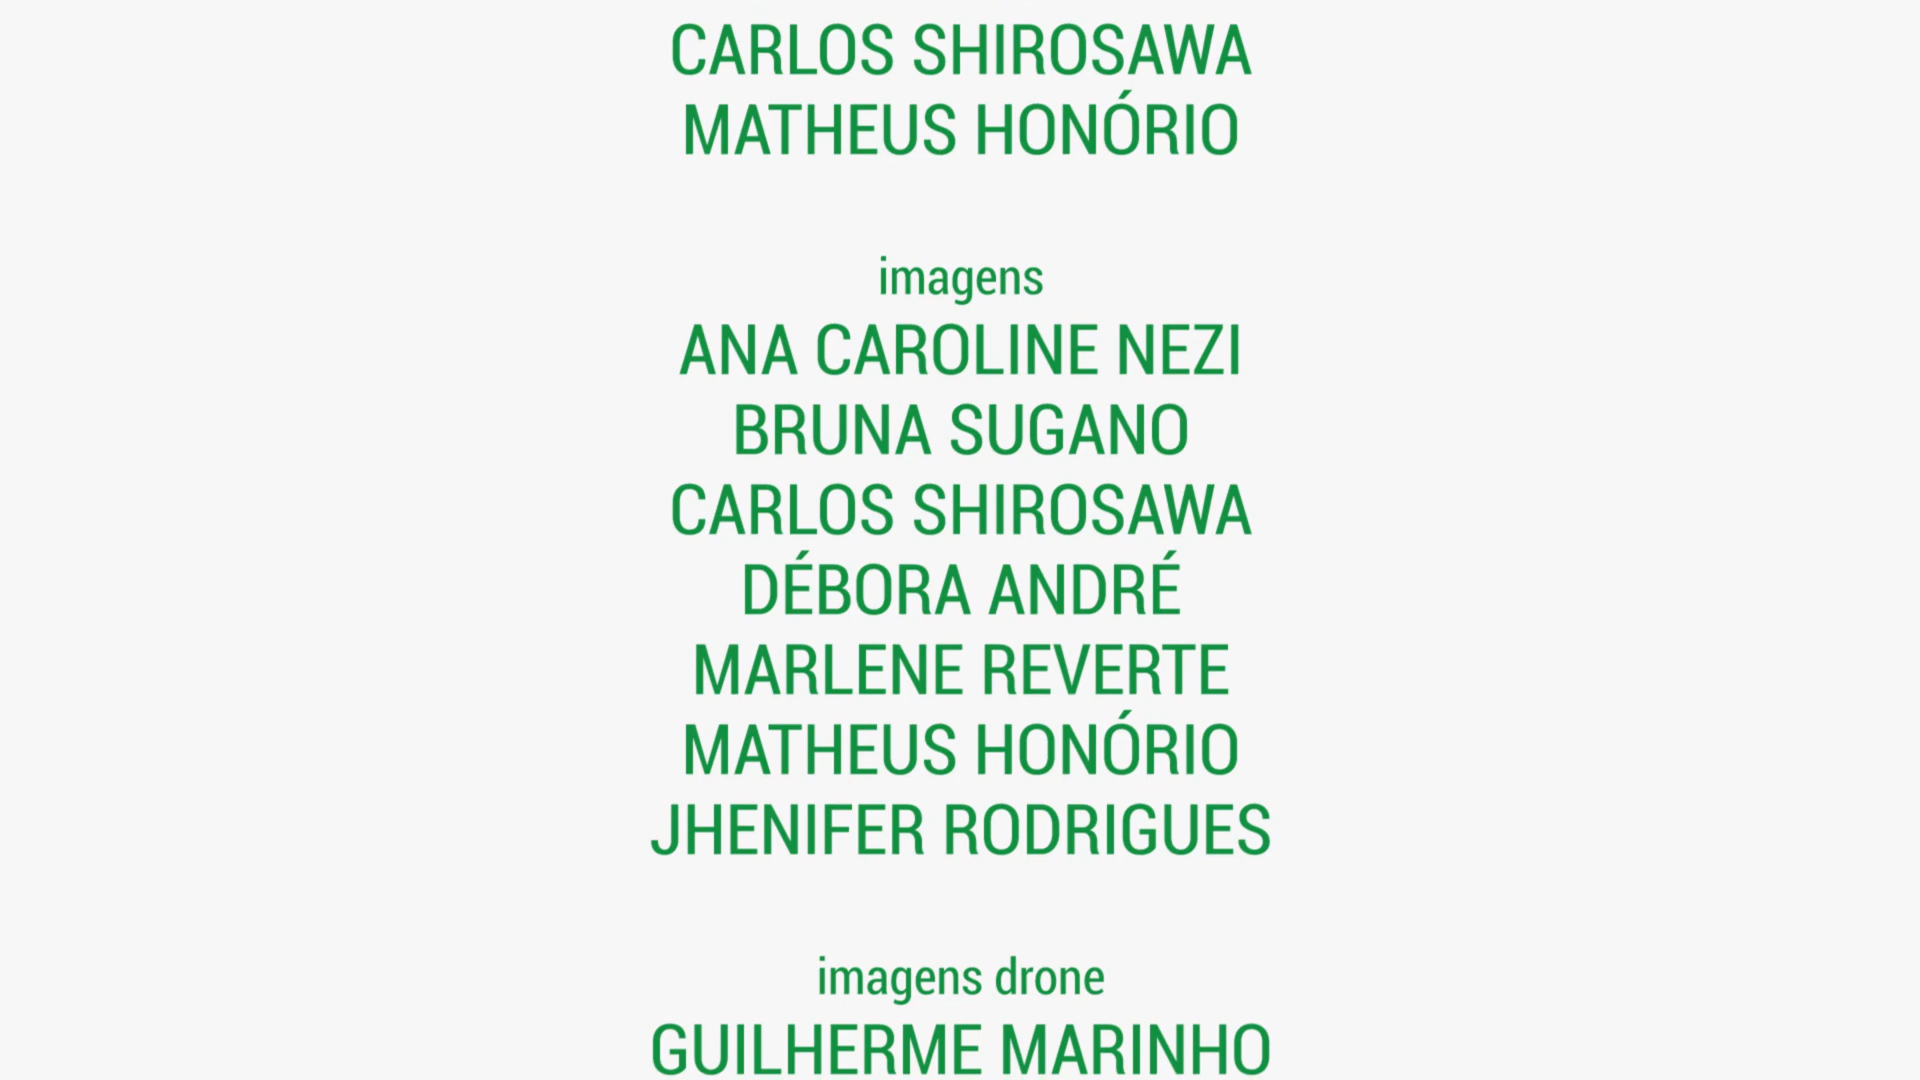 CARLOS SHIROSAWA
MATHEUS HONÓRIO
imagens
ANA CAROLINE NEZI
BRUNA SUGANO
CARLOS SHIROSAWA
DÉBORA ANDRÉ
MARLENE REVERTE
MATHEUS HONÓRIO
JHENIFER RODRIGUES
imagens drone
GUILHERME MARINHO